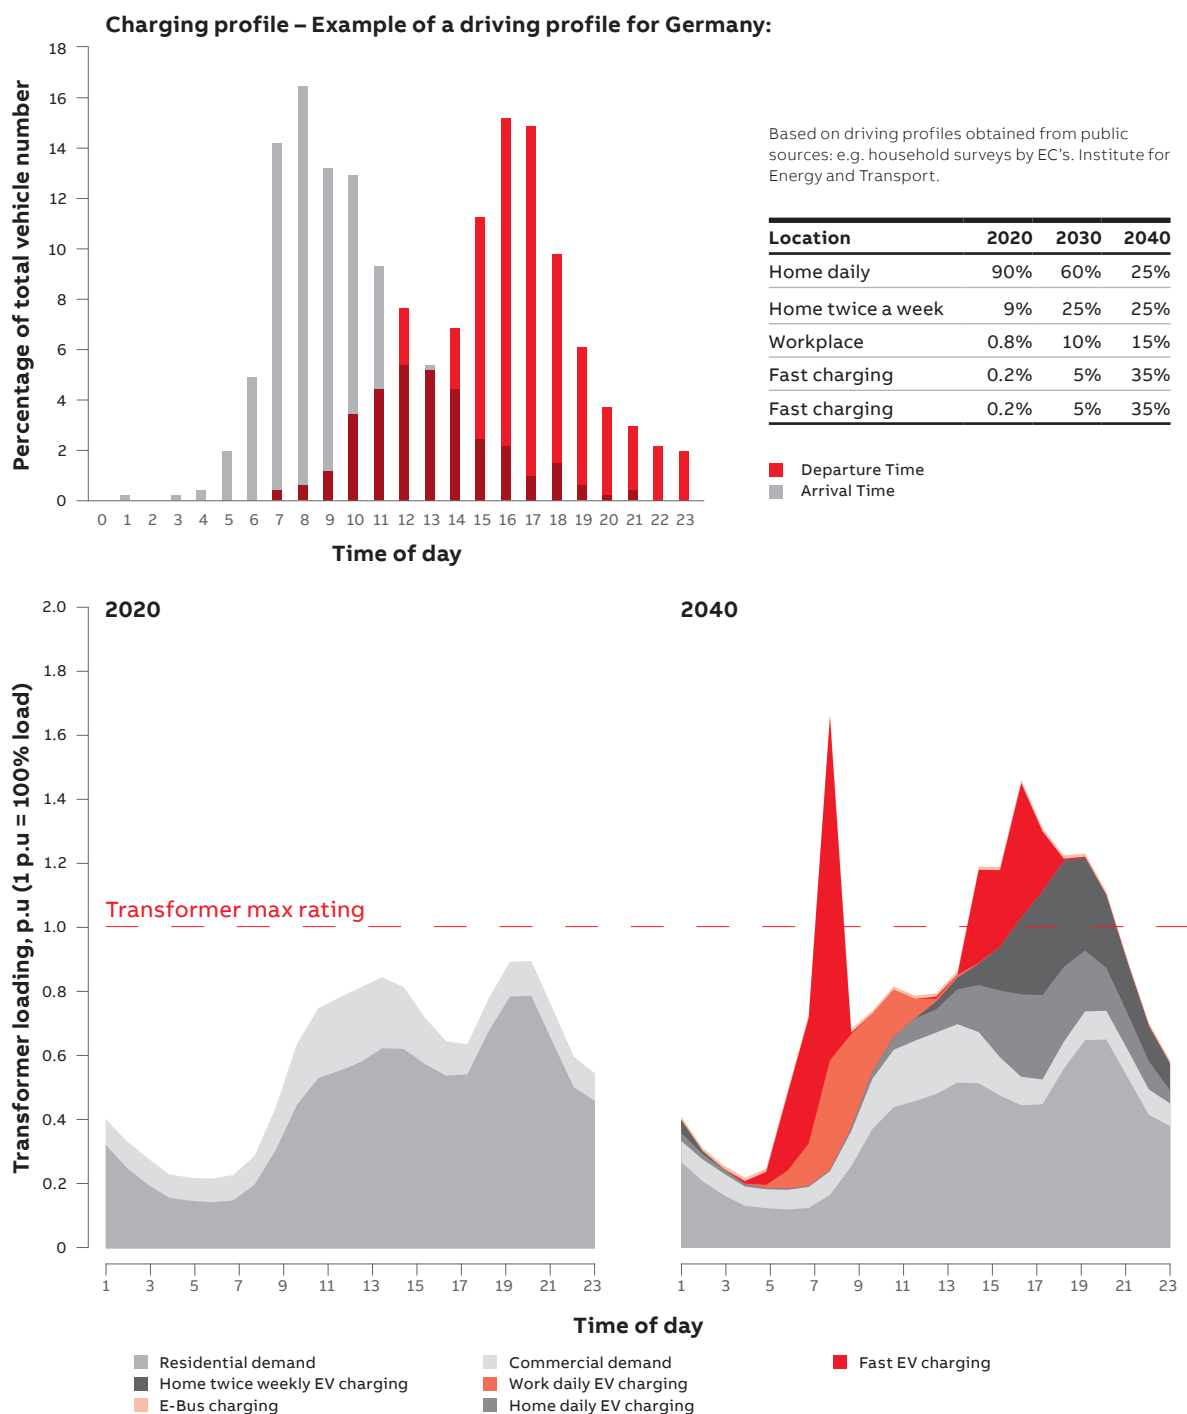 Charging profile – Example of a driving profile for Germany:
Percentage of total vehicle number
18
16
14
12
10
8
6
4
2
0
0 1 2 3 4 5 6 7 8 9 10 11 12 13 14 15 16 17 18 19 20 21 22 23
Time of day
Based on driving profiles obtained from public
sources: e.g. household surveys by EC's. Institute for
Energy and Transport.
Location 2020 2030 2040
Home daily 90% 60% 25%
Home twice a week 9% 25% 25%
Workplace 0.8% 10% 15%
Fast charging 0.2% 5% 35%
Fast charging 0.2% 5% 35%
Departure Time
Arrival Time
Transformer loading, p.u (1 p.u = 100% load)
2.0
1.8
1.6
1.4
1.2
1.0
0.8
0.6
0.4
0.2
0
2020
Transformer max rating
1 3 5 7 9 11 13 15 17 19 21 23
2040
1 3 5 7 9 11 13 15 17 19 21 23
Time of day
Residential demand
Home twice weekly EV charging
E-Bus charging
Commercial demand
Work daily EV charging
Home daily EV charging
Fast EV charging